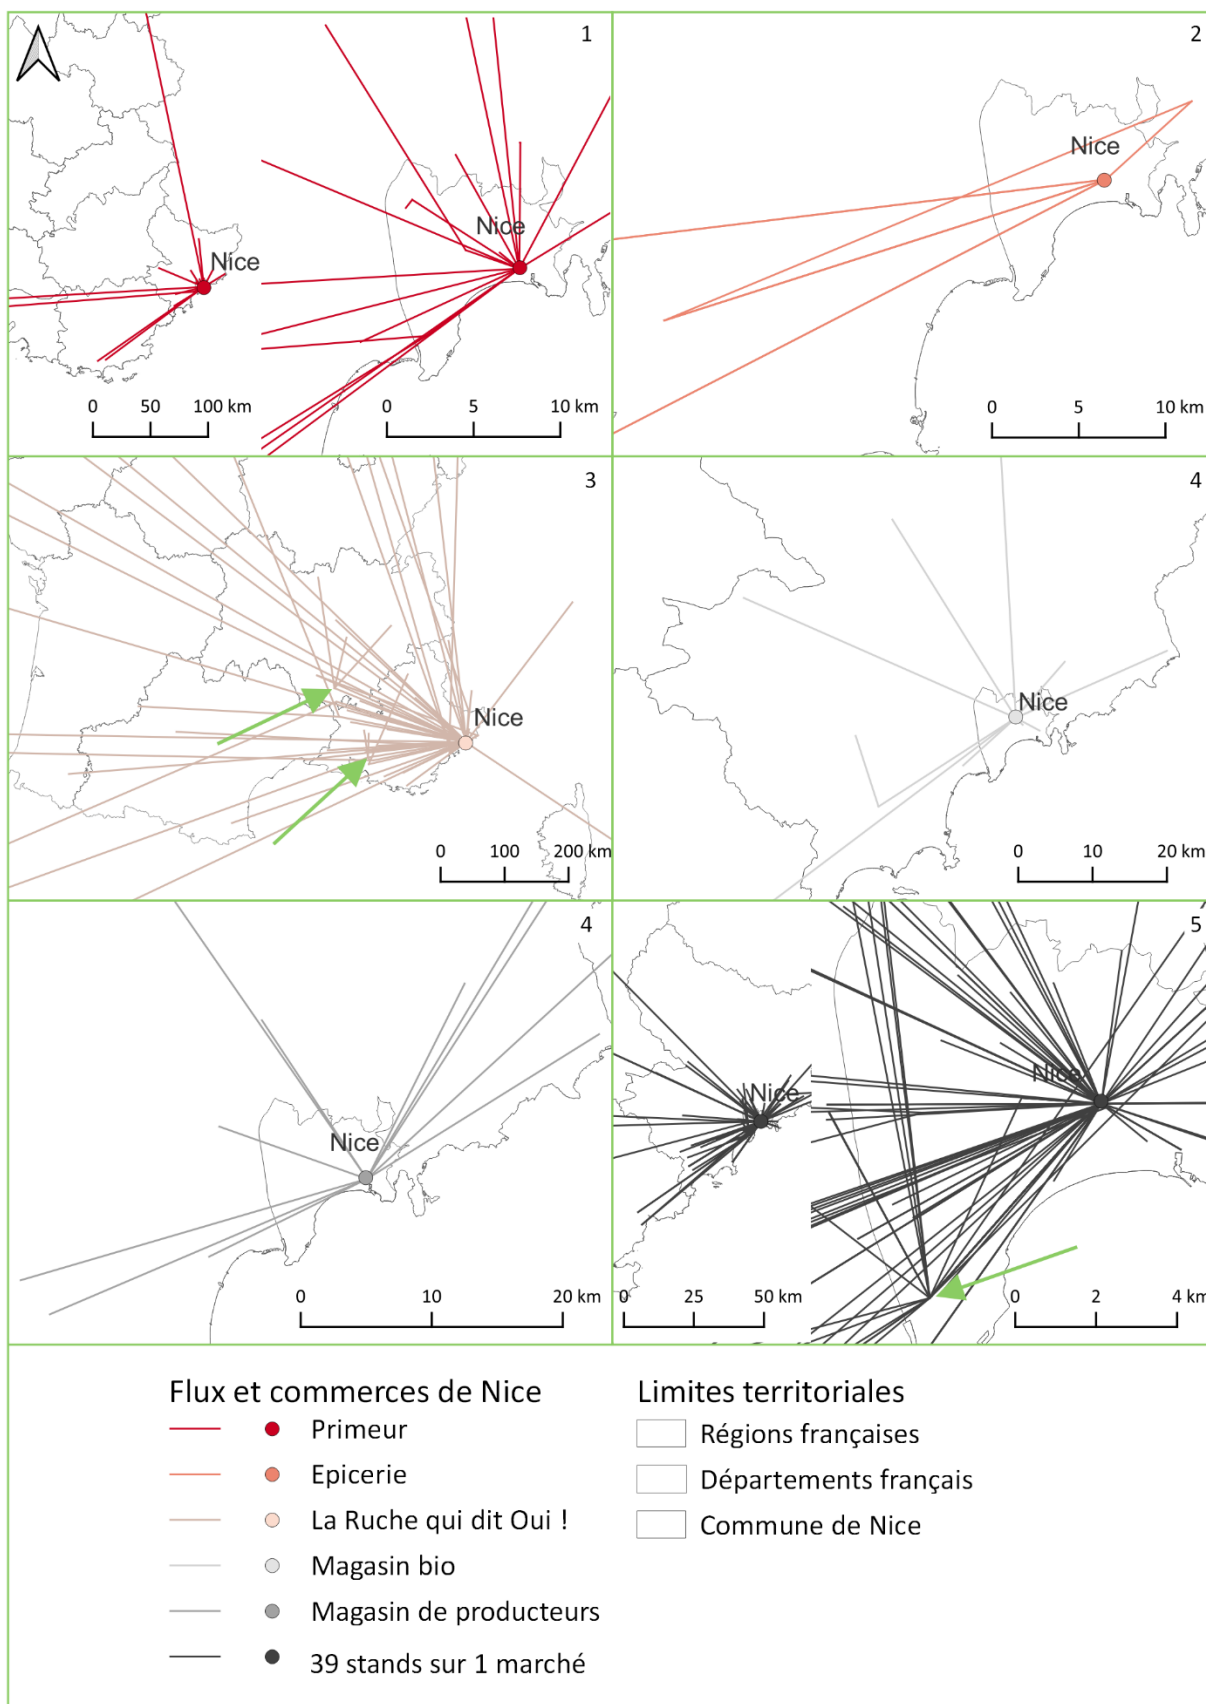 1
Nice
Nice
0 50 100 km
0 5 10 km
2
Nice
0 5 10 km
3
Nice
0 100 200 km
4
Nice
0 10 20 km
4
Nice
0 10 20 km
5
Nice
Nice
0 25 50 km
0 2 4 km
Flux et commerces de Nice
Primeur
Epicerie
La Ruche qui dit Oui !
Magasin bio
Magasin de producteurs
39 stands sur 1 marché
Limites territoriales
Régions françaises
Départements français
Commune de Nice